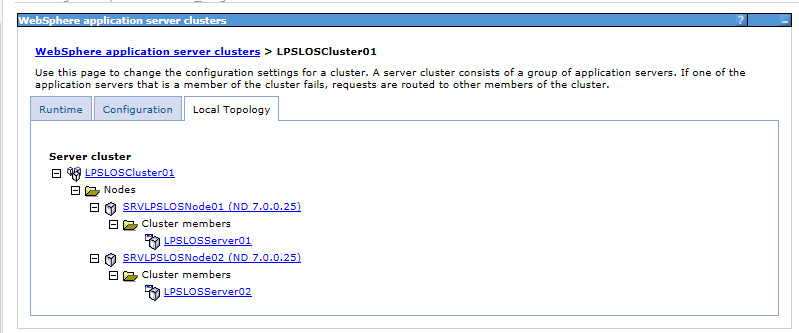 WebSphere application server clusters ? _
WebSphere application server clusters > LPSLOSCluster01
Use this page to change the configuration settings for a cluster. A server cluster consists of a group of application servers. If one of the
application servers that is a member of the cluster fails, requests are routed to other members of the cluster.
Runtime Configuration Local Topology
Server cluster
LPSLOSCluster01
Nodes
SRVLPSLOSNode01 (ND 7.0.0.25)
Cluster members
LPSLOSServer01
SRVLPSLOSNode02 (ND 7.0.0.25)
Cluster members
LPSLOSServer02